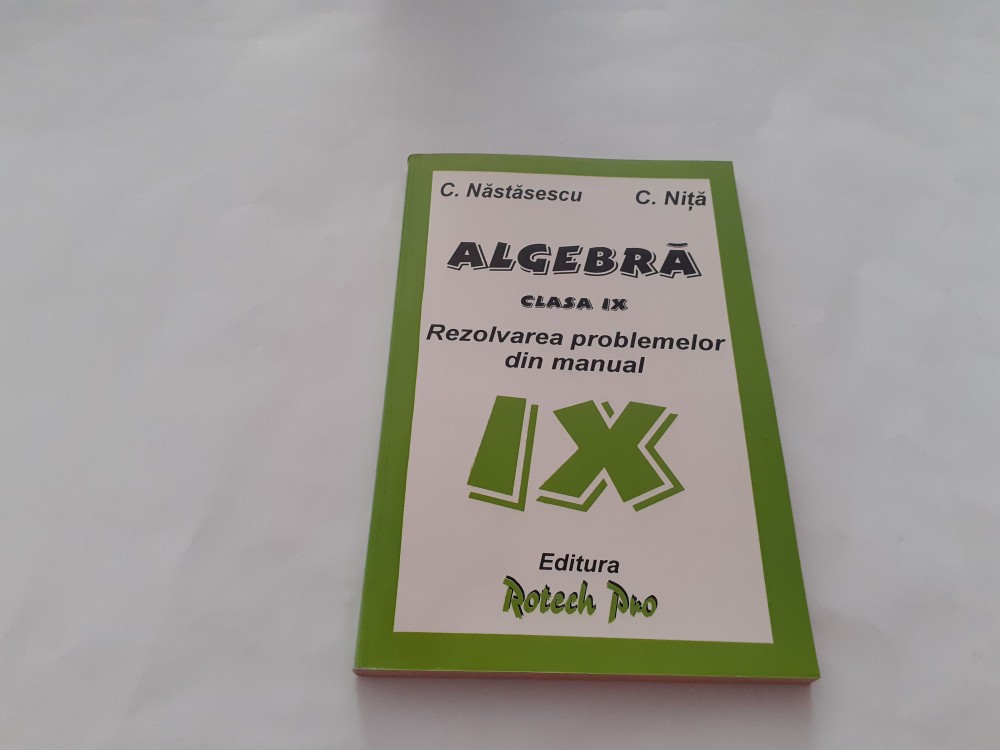 C. Năstăsescu C. Niță
ALGEBRĂ
CLASA IX
Rezolvarea problemelor
din manual
IX
Editura
Rotech Pro